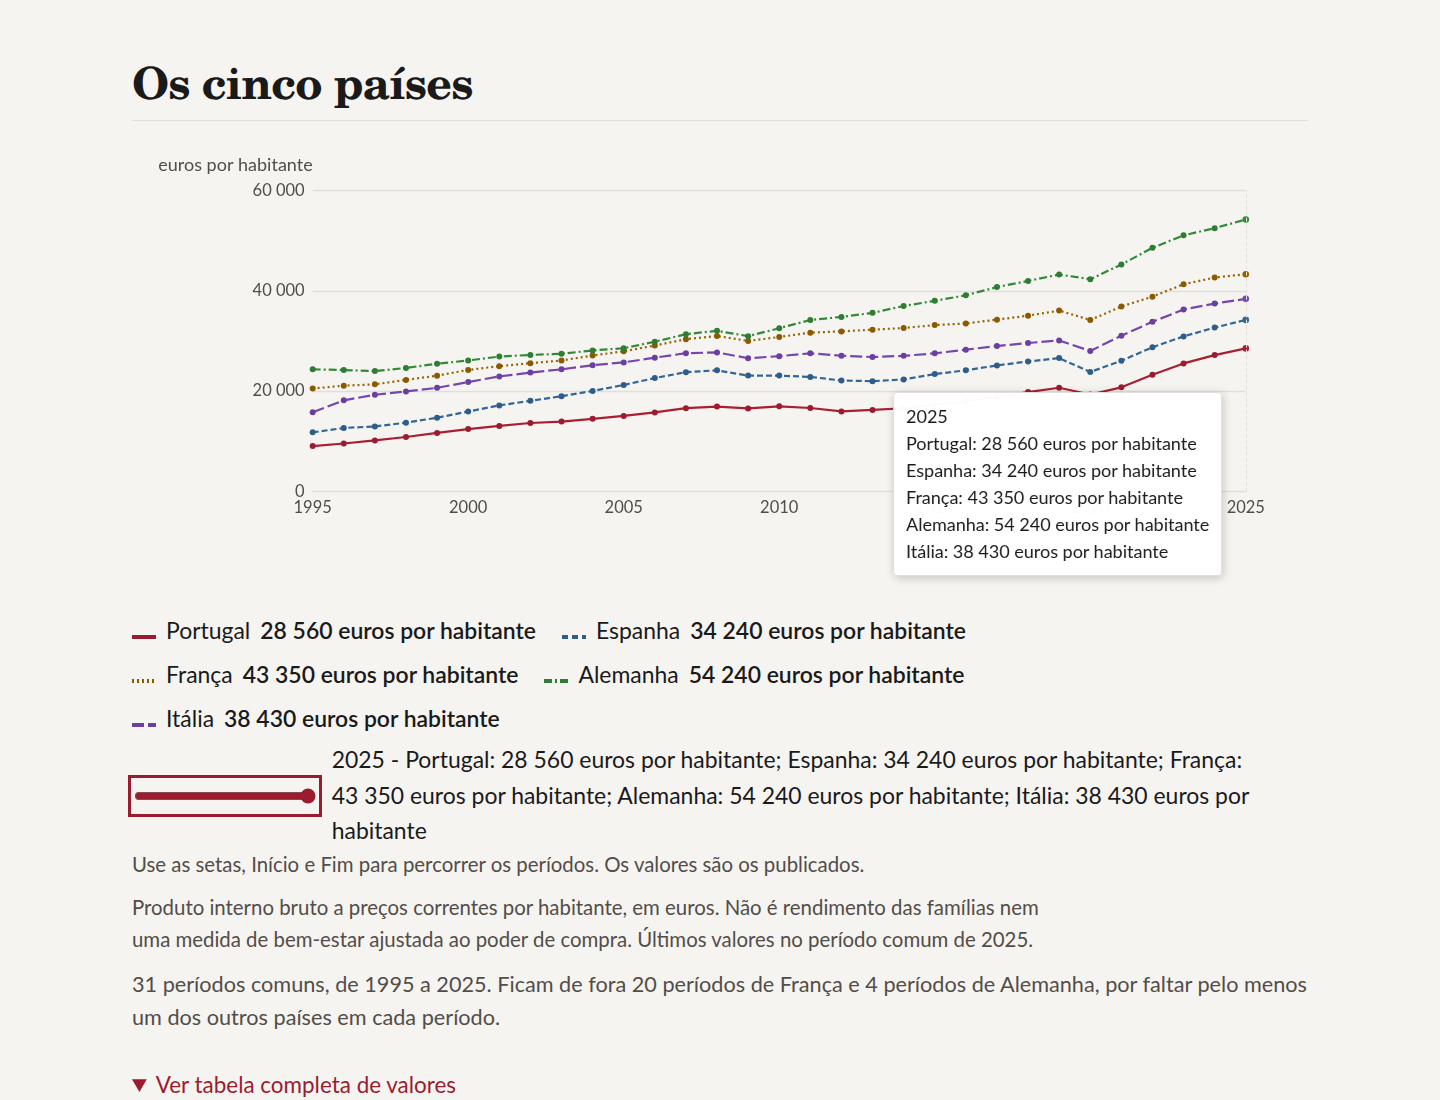 Os cinco países
euros por habitante
60 000
40 000
20 000
0
1995
2000
2005
2010
2025
2025
Portugal: 28 560 euros por habitante
Espanha: 34 240 euros por habitante
França: 43 350 euros por habitante
Alemanha: 54 240 euros por habitante
Itália: 38 430 euros por habitante
Portugal 28 560 euros por habitante Espanha 34 240 euros por habitante
França 43 350 euros por habitante Alemanha 54 240 euros por habitante
Itália 38 430 euros por habitante
2025 - Portugal: 28 560 euros por habitante; Espanha: 34 240 euros por habitante; França:
43 350 euros por habitante; Alemanha: 54 240 euros por habitante; Itália: 38 430 euros por
habitante
Use as setas, Início e Fim para percorrer os períodos. Os valores são os publicados.
Produto interno bruto a preços correntes por habitante, em euros. Não é rendimento das famílias nem
uma medida de bem-estar ajustada ao poder de compra. Últimos valores no período comum de 2025.
31 períodos comuns, de 1995 a 2025. Ficam de fora 20 períodos de França e 4 períodos de Alemanha, por faltar pelo menos
um dos outros países em cada período.
Ver tabela completa de valores